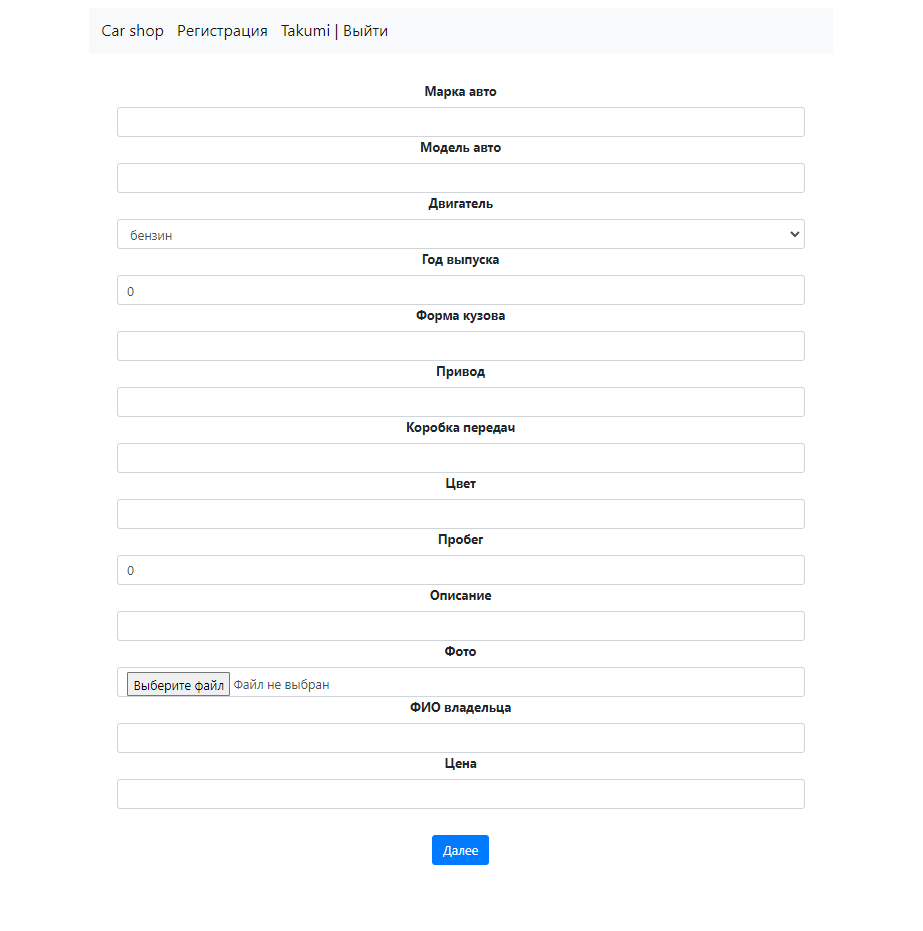 Car shop Регистрация Takumi | Выйти
Марка авто
Модель авто
Двигатель
бензин
Год выпуска
0
Форма кузова
Привод
Коробка передач
Цвет
Пробег
0
Описание
Фото
Выберите файл Файл не выбран
ФИО владельца
Цена
Далее